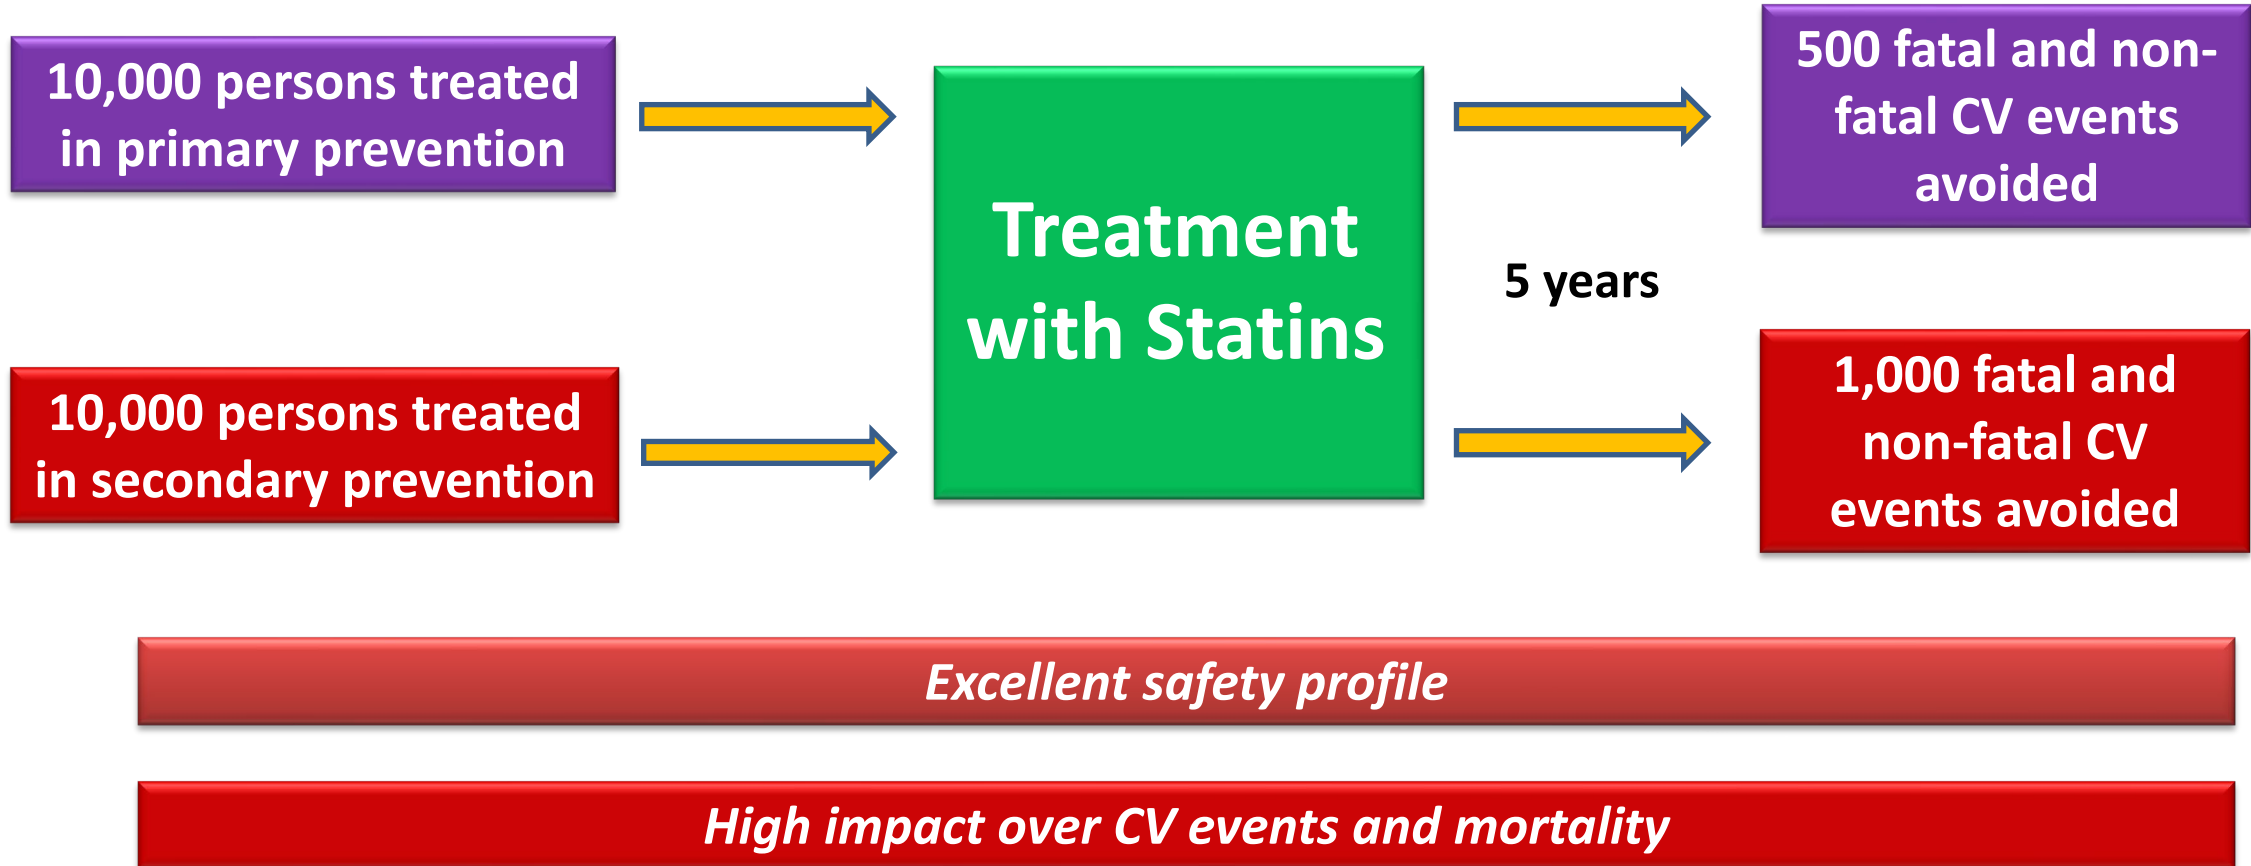 10,000 persons treated
in primary prevention
Treatment
with Statins
500 fatal and non-
fatal CV events
avoided
5 years
10,000 persons treated
in secondary prevention
1,000 fatal and
non-fatal CV
events avoided
Excellent safety profile
High impact over CV events and mortality